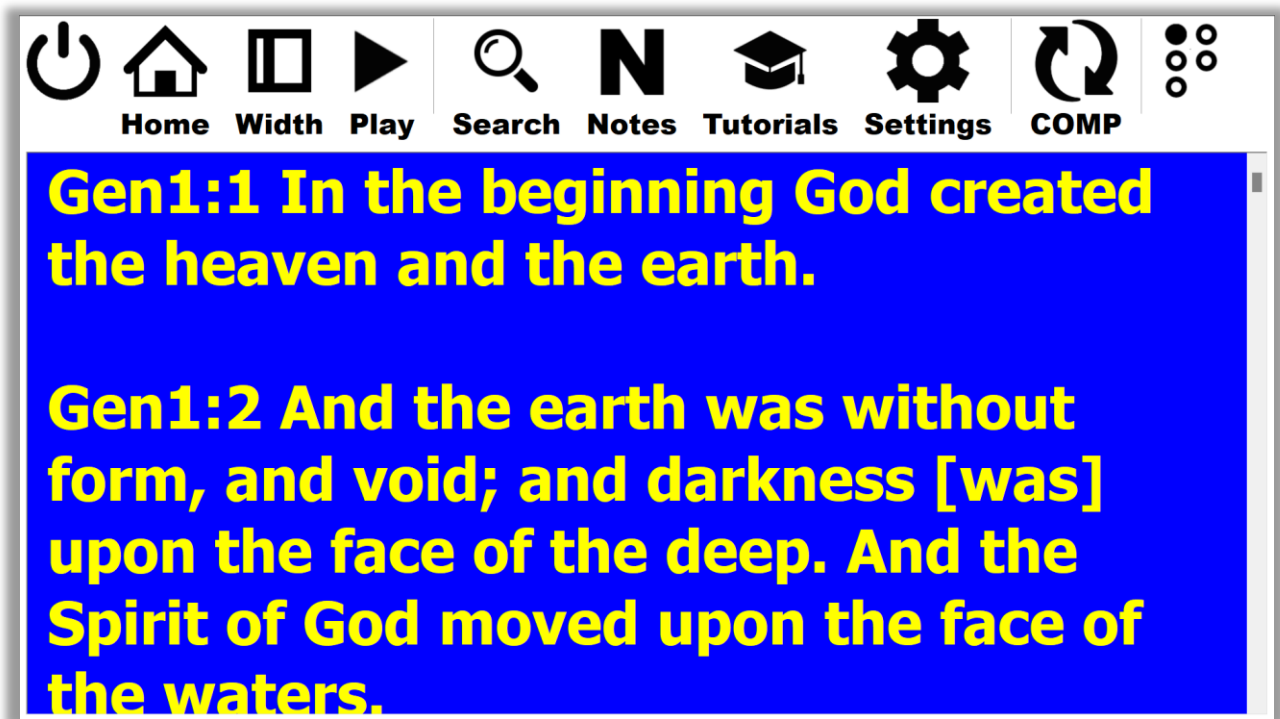 Home Width Play Search Notes Tutorials Settings COMP
Gen1:1 In the beginning God created
the heaven and the earth.
Gen1:2 And the earth was without
form, and void; and darkness [was]
upon the face of the deep. And the
Spirit of God moved upon the face of
the waters.